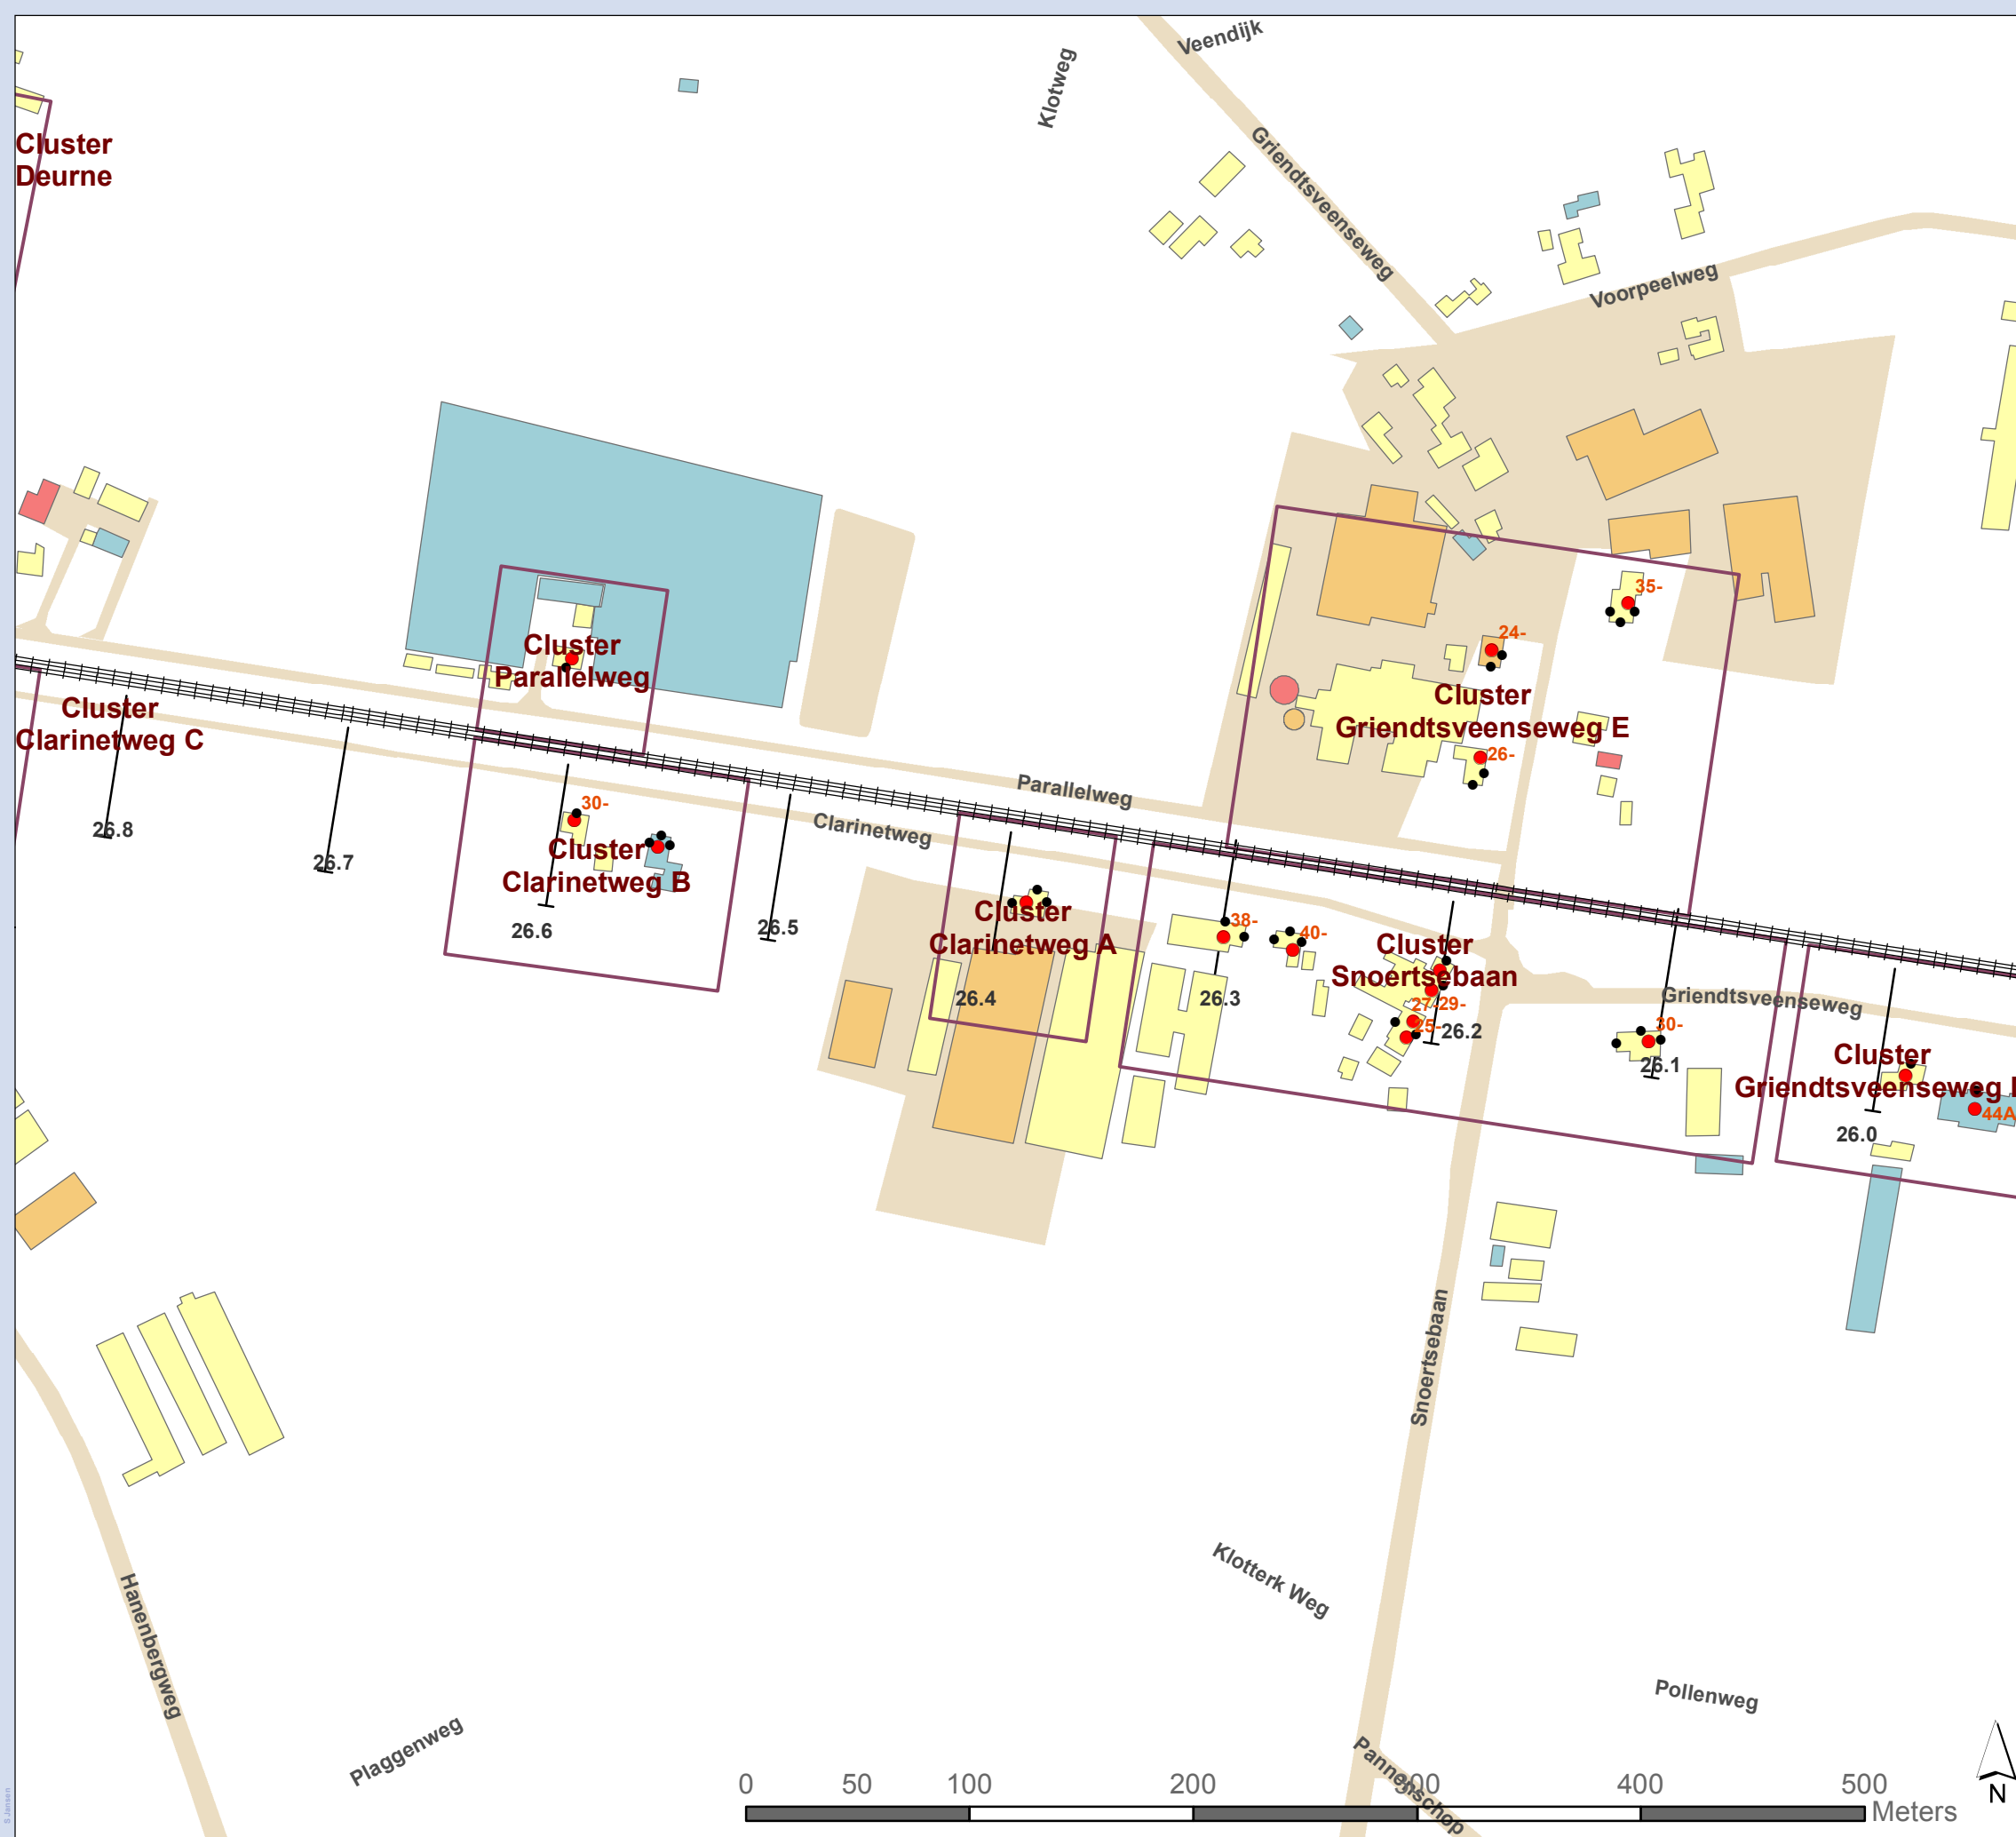 Veendijk
Klotweg
Griendtsveenseweg
Cluster
Deurne
Voorpeelweg
35-
24-
Cluster
Parallelweg
Cluster
Griendtsveenseweg E
26-
Cluster
Clarinetweg C
Parallelweg
Clarinetweg
30-
26.8
26.7
Cluster
Clarinetweg B
26.6
26.5
Cluster
Clarinetweg A
26.4
38-
40-
26.3
Cluster
Snoertsebaan
27-29-
25-
26.2
Griendtsveenseweg
30-
26.1
Cluster
Griendtsveenseweg
44A
26.0
Snoertsebaan
Klotterk Weg
Hanenbergweg
Plaggenweg
Pollenweg
Pannenschop
0 50 100 200 300 400 500
Meters
N
S Jansen